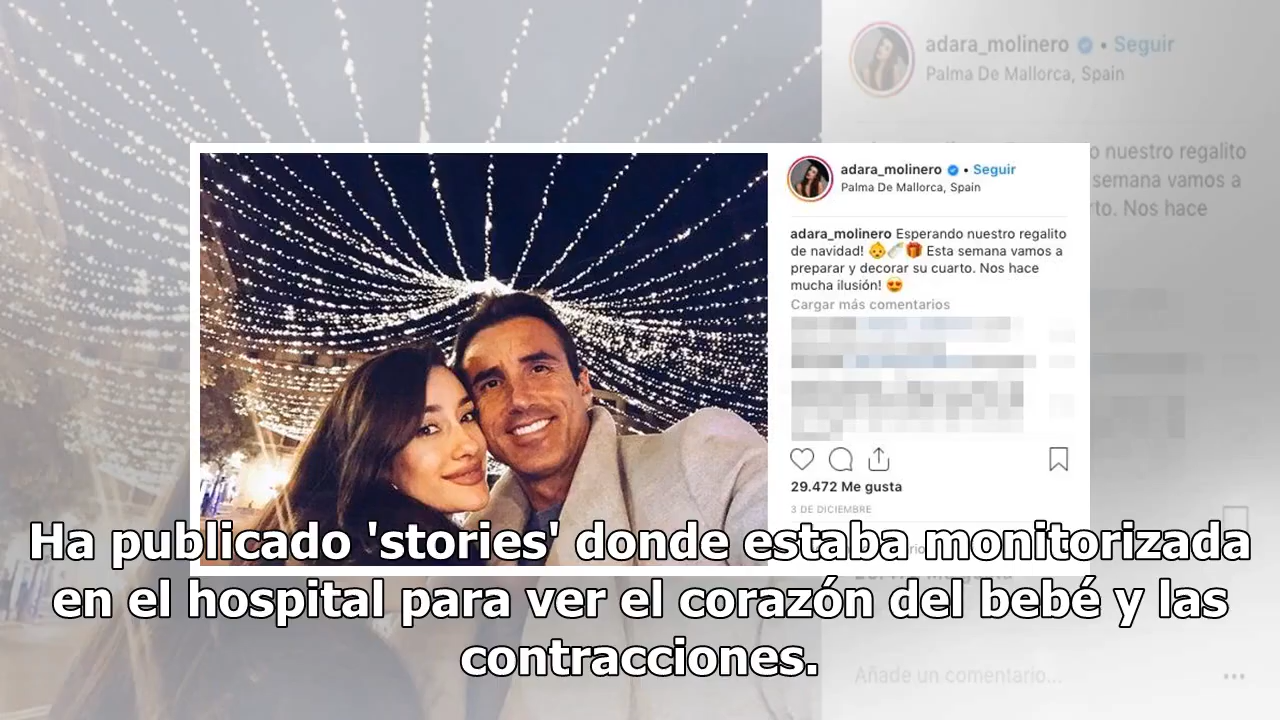 adara_molinero • Seguir
Palma De Mallorca, Spain
o nuestro regalito
semana vamos a
rto. Nos hace
adara_molinero • Seguir
Palma De Mallorca, Spain
adara_molinero Esperando nuestro regalito
de navidad! 👶🍼🎁 Esta semana vamos a
preparar y decorar su cuarto. Nos hace
mucha ilusión! 😍
Cargar más comentarios
29.472 Me gusta
3 DE DICIEMBRE
Ha publicado 'stories' donde estaba monitorizada
en el hospital para ver el corazón del bebé y las
contracciones.
Añade un comentario...